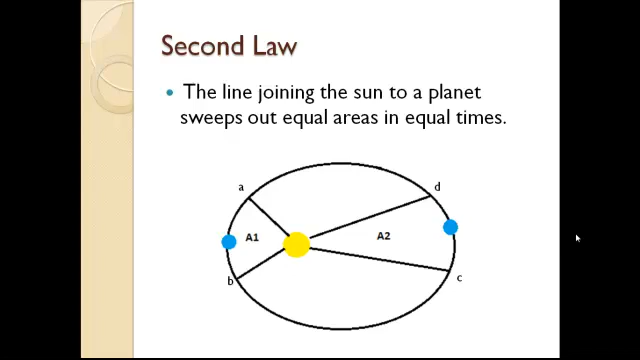 Second Law
The line joining the sun to a planet
sweeps out equal areas in equal times.
a
d
A1
A2
b
c